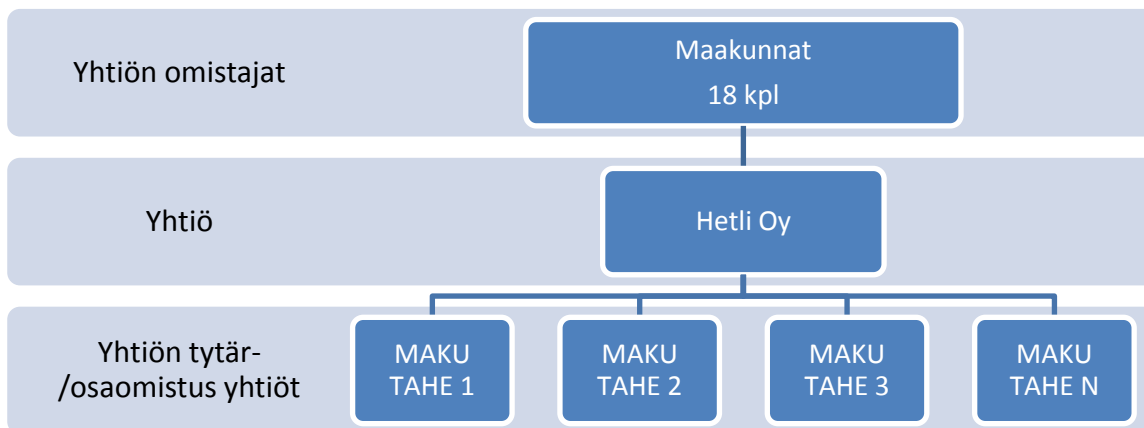 Yhtiön omistajat
Maakunnat
18 kpl
Yhtiö
Hetli Oy
Yhtiön tytär-
/osaomistus yhtiöt
MAKU
TAHE 1
MAKU
TAHE 2
MAKU
TAHE 3
MAKU
TAHE N